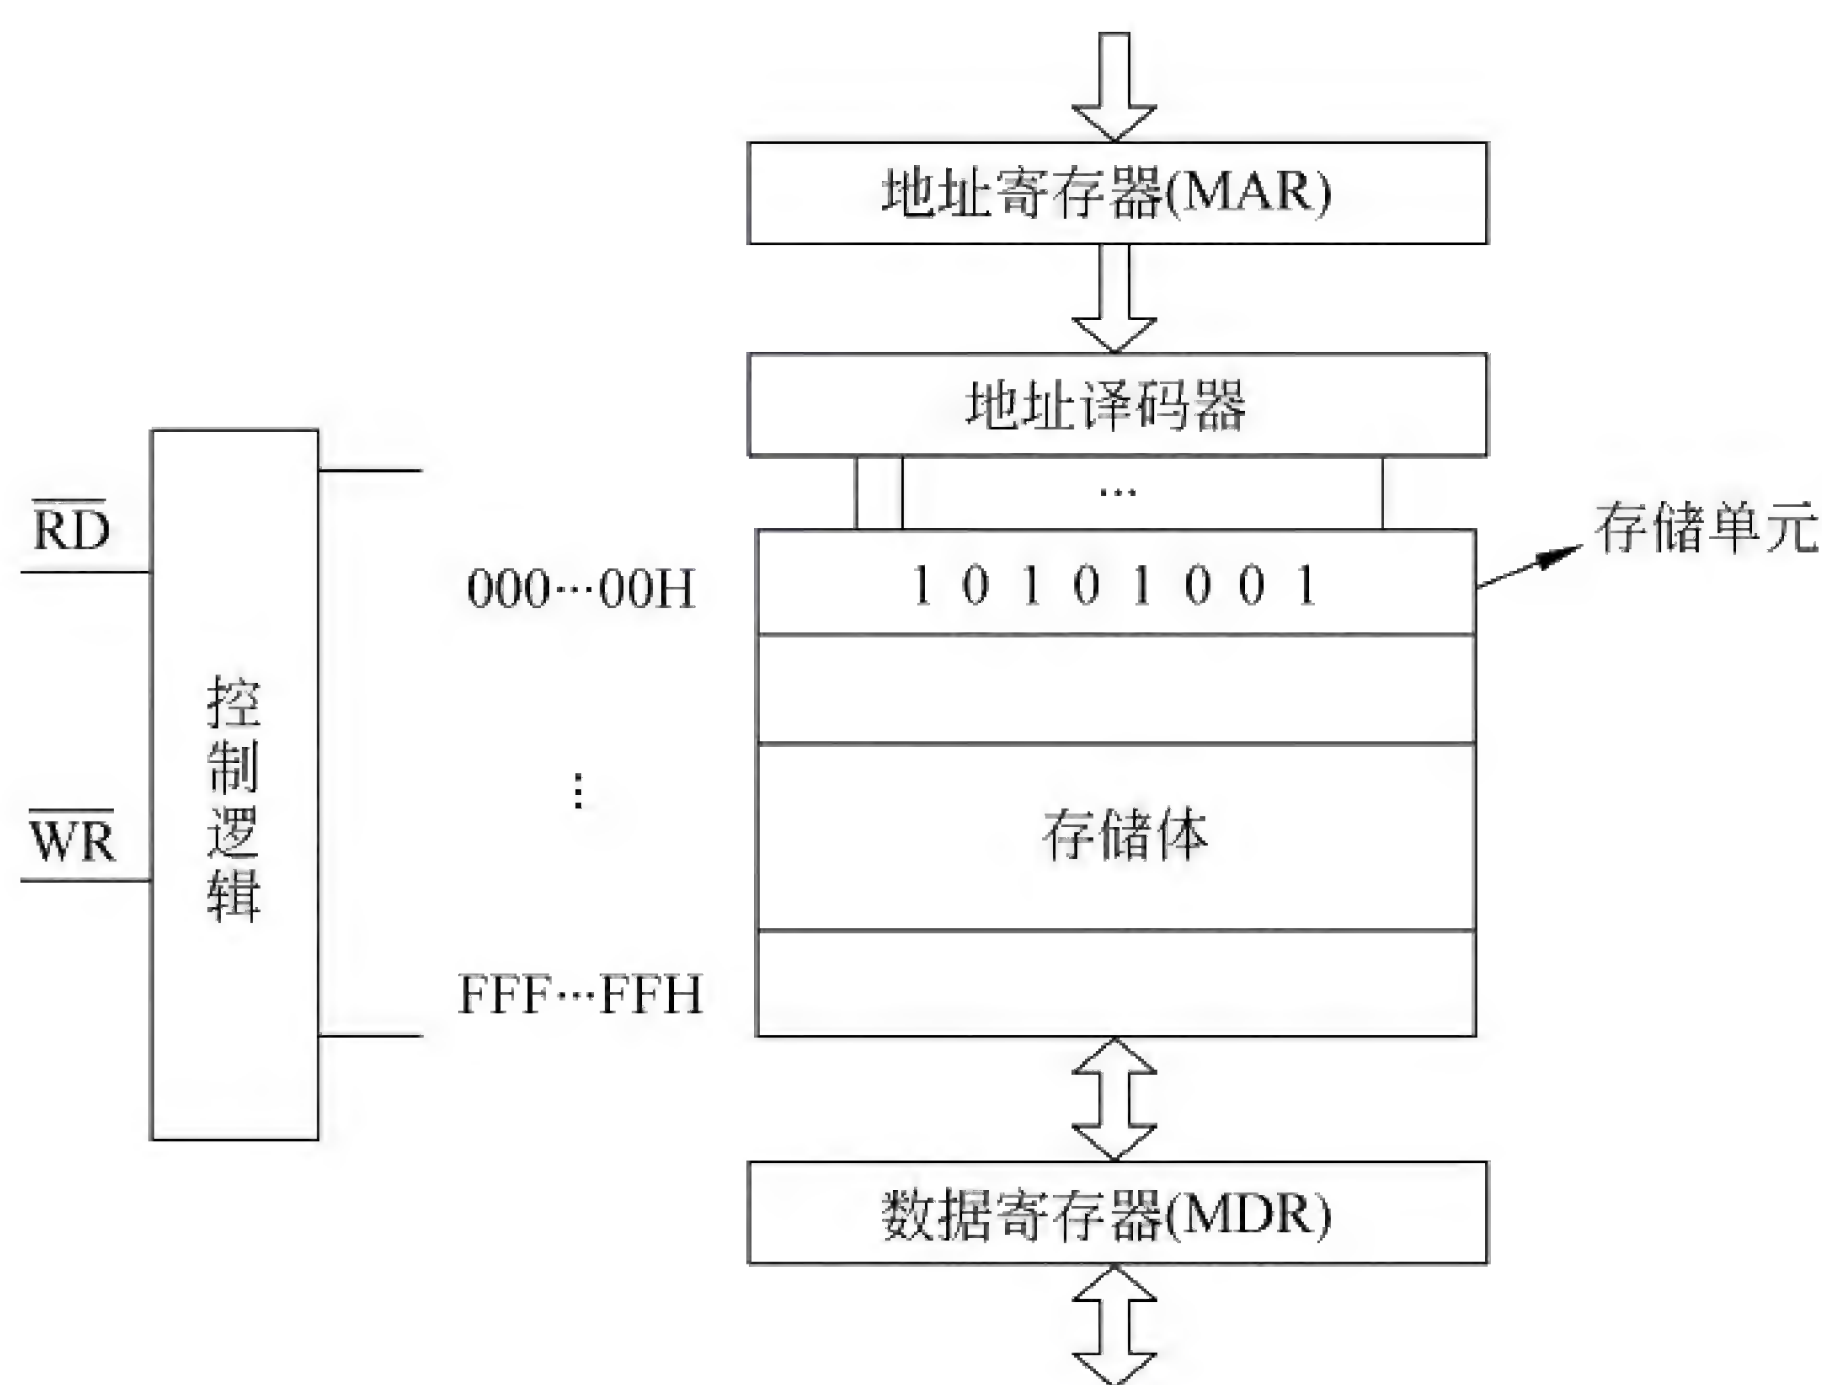 地址寄存器(MAR)
地址译码器
…
存储单元
RD
000…00H
1 0 1 0 1 0 0 1
控制逻辑
⋮
存储体
WR
FFF…FFH
数据寄存器(MDR)